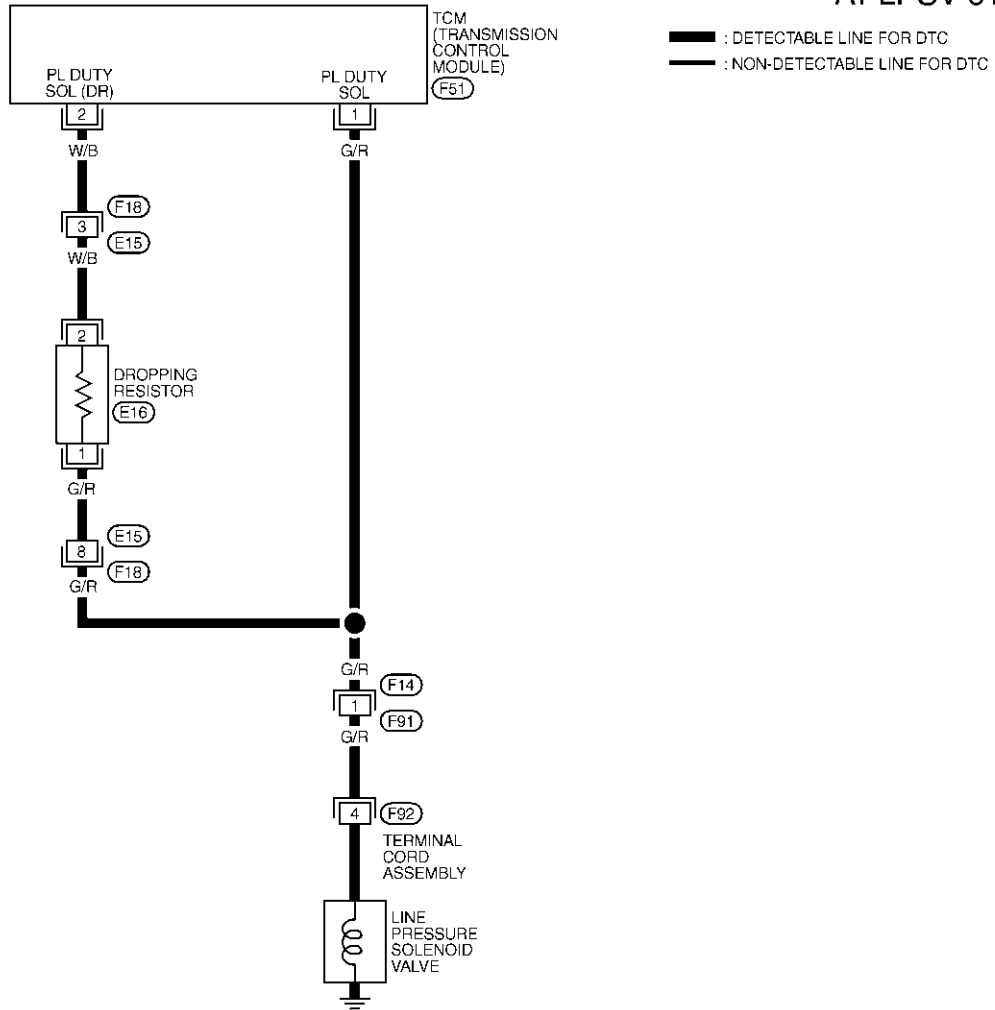 TCM
(TRANSMISSION
CONTROL
MODULE)
F51
: DETECTABLE LINE FOR DTC
: NON-DETECTABLE LINE FOR DTC
PL DUTY
SOL (DR)
PL DUTY
SOL
2
1
W/B
G/R
F18
3
E15
W/B
2
DROPPING
RESISTOR
E16
1
G/R
E15
8
F18
G/R
G/R
F14
1
F91
G/R
4
F92
TERMINAL
CORD
ASSEMBLY
LINE
PRESSURE
SOLENOID
VALVE